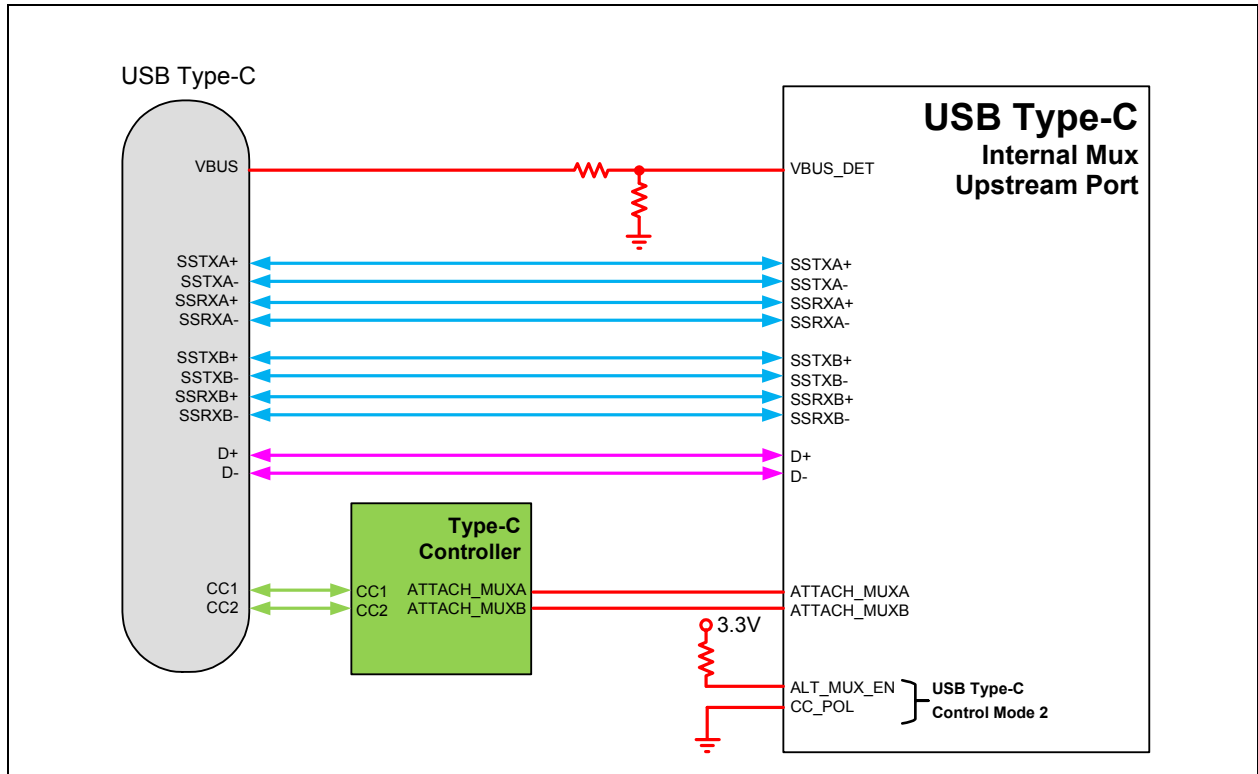 USB Type-C
USB Type-C
Internal Mux
Upstream Port
VBUS
VBUS_DET
SSTXA+
SSTXA-
SSRXA+
SSRXA-
SSTXA+
SSTXA-
SSRXA+
SSRXA-
SSTXB+
SSTXB-
SSRXB+
SSRXB-
SSTXB+
SSTXB-
SSRXB+
SSRXB-
D+
D-
D+
D-
Type-C
Controller
CC1
CC2
CC1
CC2
ATTACH_MUXA
ATTACH_MUXB
ATTACH_MUXA
ATTACH_MUXB
3.3V
ALT_MUX_EN
CC_POL
USB Type-C
Control Mode 2